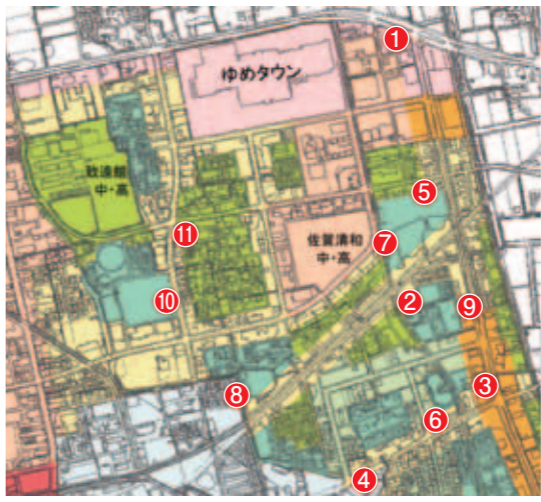 ①
ゆめタウン
致遠館
中・高
⑤
⑪
佐賀清和
中・高
⑦
⑩
②
⑨
⑧
③
⑥
④